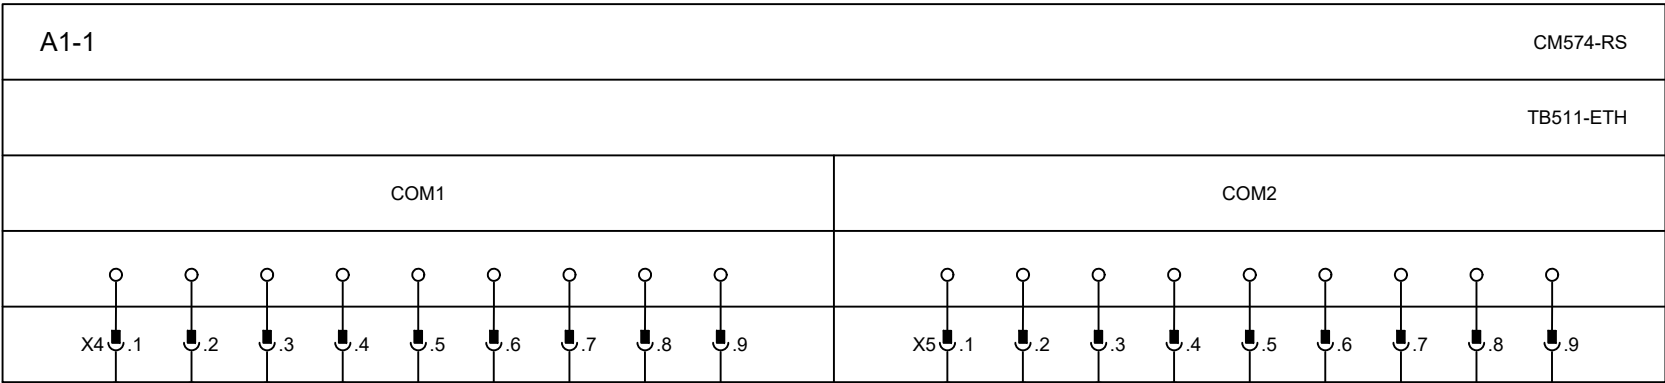 A1-1 CM574-RS
TB511-ETH
COM1 COM2
X4 .1 .2 .3 .4 .5 .6 .7 .8 .9 X5 .1 .2 .3 .4 .5 .6 .7 .8 .9